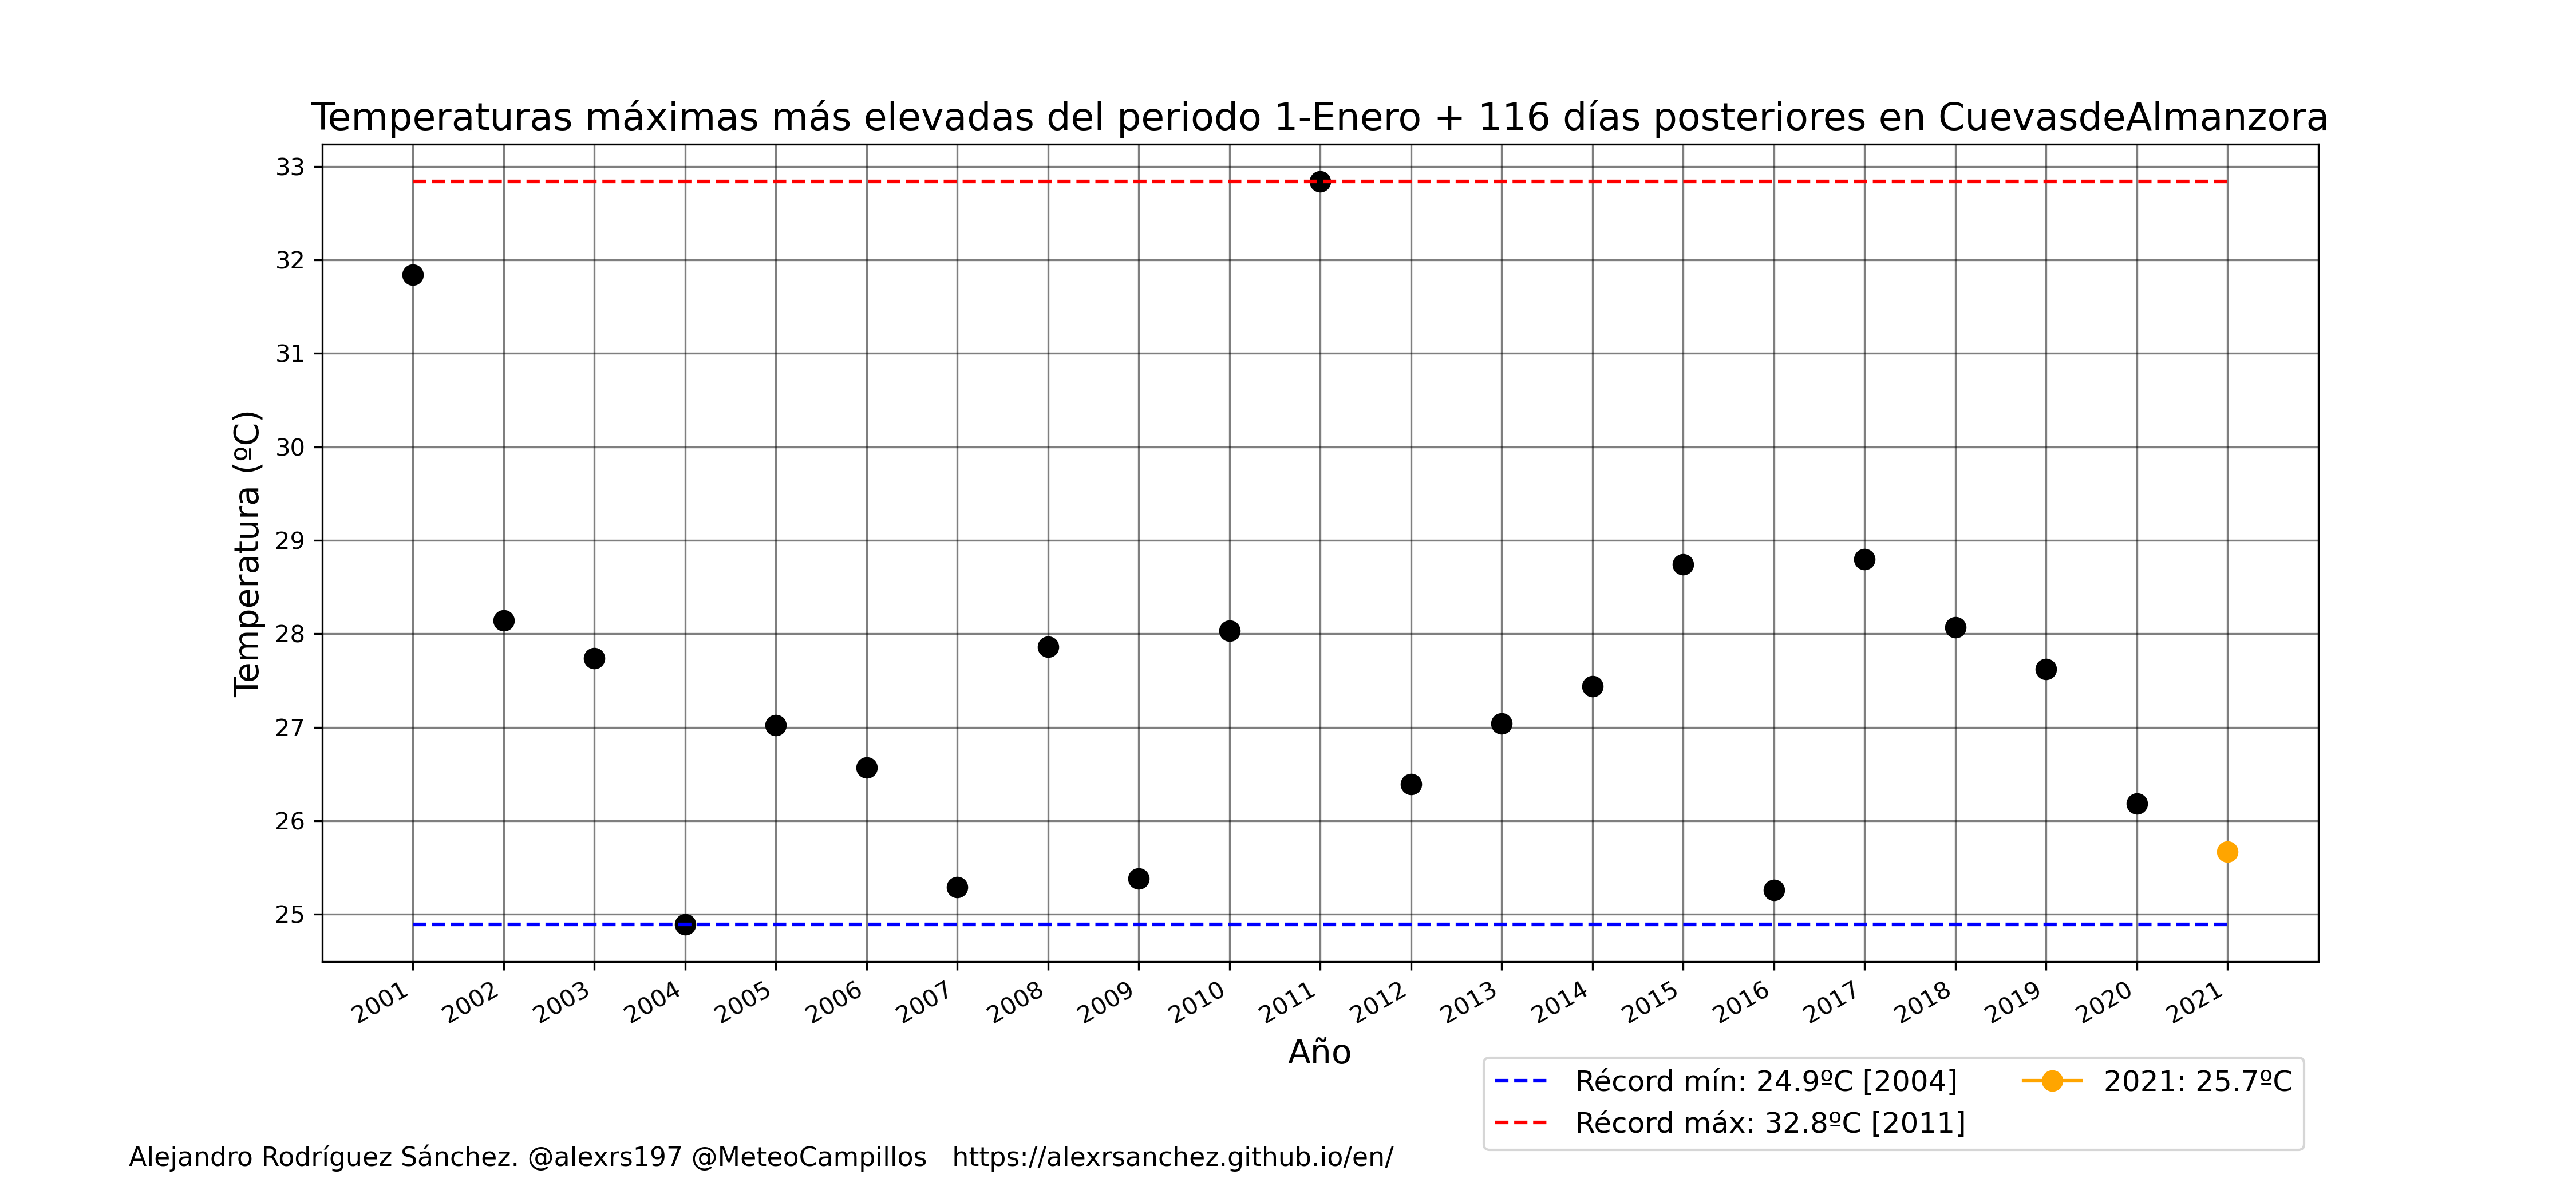 Temperaturas máximas más elevadas del periodo 1-Enero + 116 días posteriores en CuevasdeAlmanzora
Temperatura (ºC)
33
32
31
30
29
28
27
26
25
2001 2002 2003 2004 2005 2006 2007 2008 2009 2010 2011 2012 2013 2014 2015 2016 2017 2018 2019 2020 2021
Año
Récord mín: 24.9ºC [2004]
Récord máx: 32.8ºC [2011]
2021: 25.7ºC
Alejandro Rodríguez Sánchez. @alexrs197 @MeteoCampillos https://alexrsanchez.github.io/en/